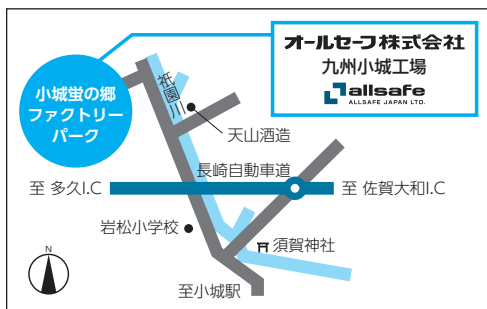 オールセーフ株式会社
九州小城工場
allsafe
ALLSAFE JAPAN LTD.
小城蛍の郷
ファクトリー
パーク
祇園川
天山酒造
長崎自動車道
至 多久I.C
至 佐賀大和I.C
岩松小学校
須賀神社
N
至小城駅